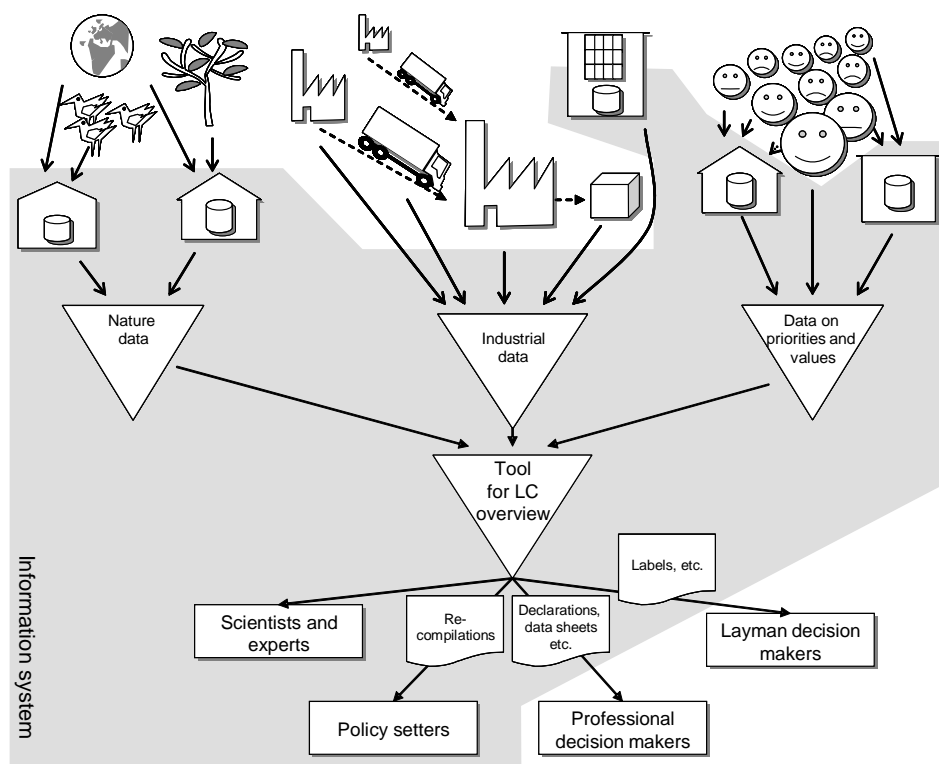 Nature
data
Industrial
data
Data on
priorities and
values
Tool
for LC
overview
Information system
Labels, etc.
Re-
compilations
Declarations,
data sheets
etc.
Scientists and
experts
Layman decision
makers
Policy setters
Professional
decision makers